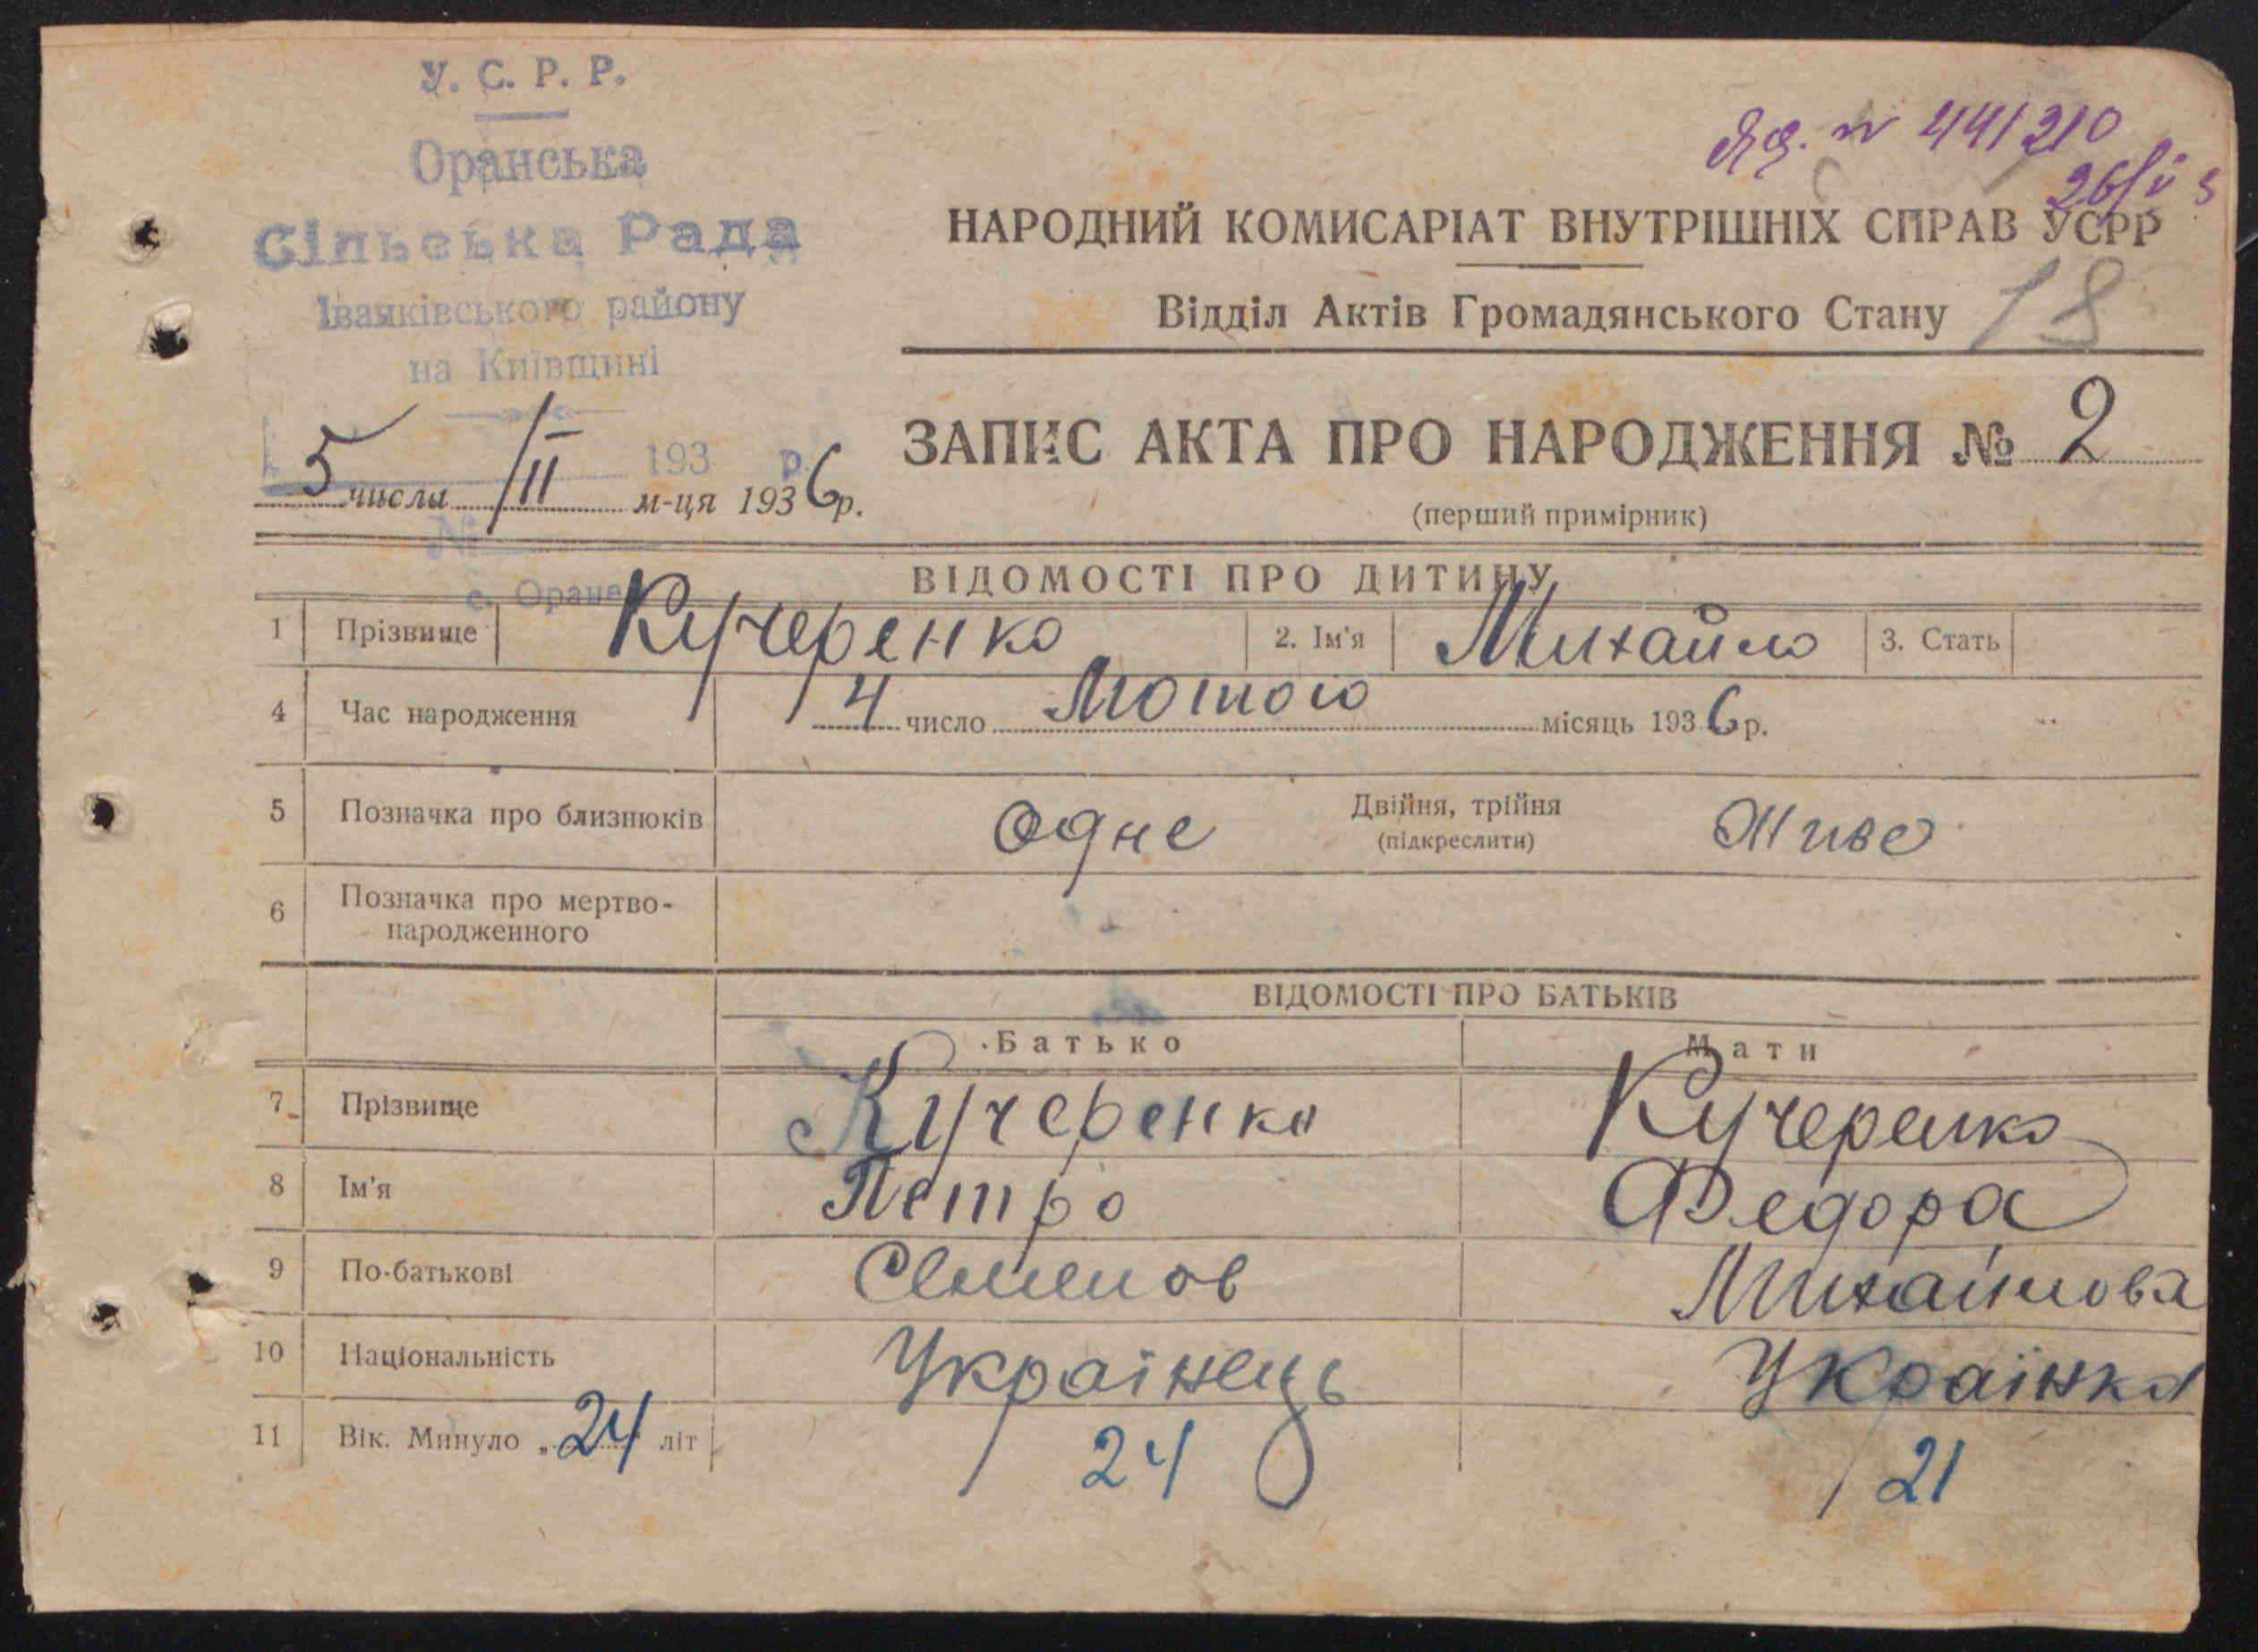 У. С. Р. Р.
Оранська
Сільська Рада
Іванківського району
на Київщині
193 р.
№
с. Оране
5 числа /II м-ця 1936 р.
№ 441210
18
НАРОДНИЙ КОМИСАРІАТ ВНУТРІШНІХ СПРАВ УСРР
Відділ Актів Громадянського Стану
ЗАПИС АКТА ПРО НАРОДЖЕННЯ № 2
(перший примірник)
ВІДОМОСТІ ПРО ДИТИНУ
1 Прізвище Кучеренко 2. Ім'я Михайло 3. Стать
4 Час народження 4 число Лютого місяць 1936 р.
5 Позначка про близнюків Одне Двійня, трійня (підкреслити) Живе
6 Позначка про мертво-
народженного
ВІДОМОСТІ ПРО БАТЬКІВ
Батько Мати
7 Прізвище Кучеренко Кучеренко
8 Ім'я Петро Федора
9 По-батькові Семенов Михайлова
10 Національність Українець Українка
11 Вік. Минуло „24" літ 24 21